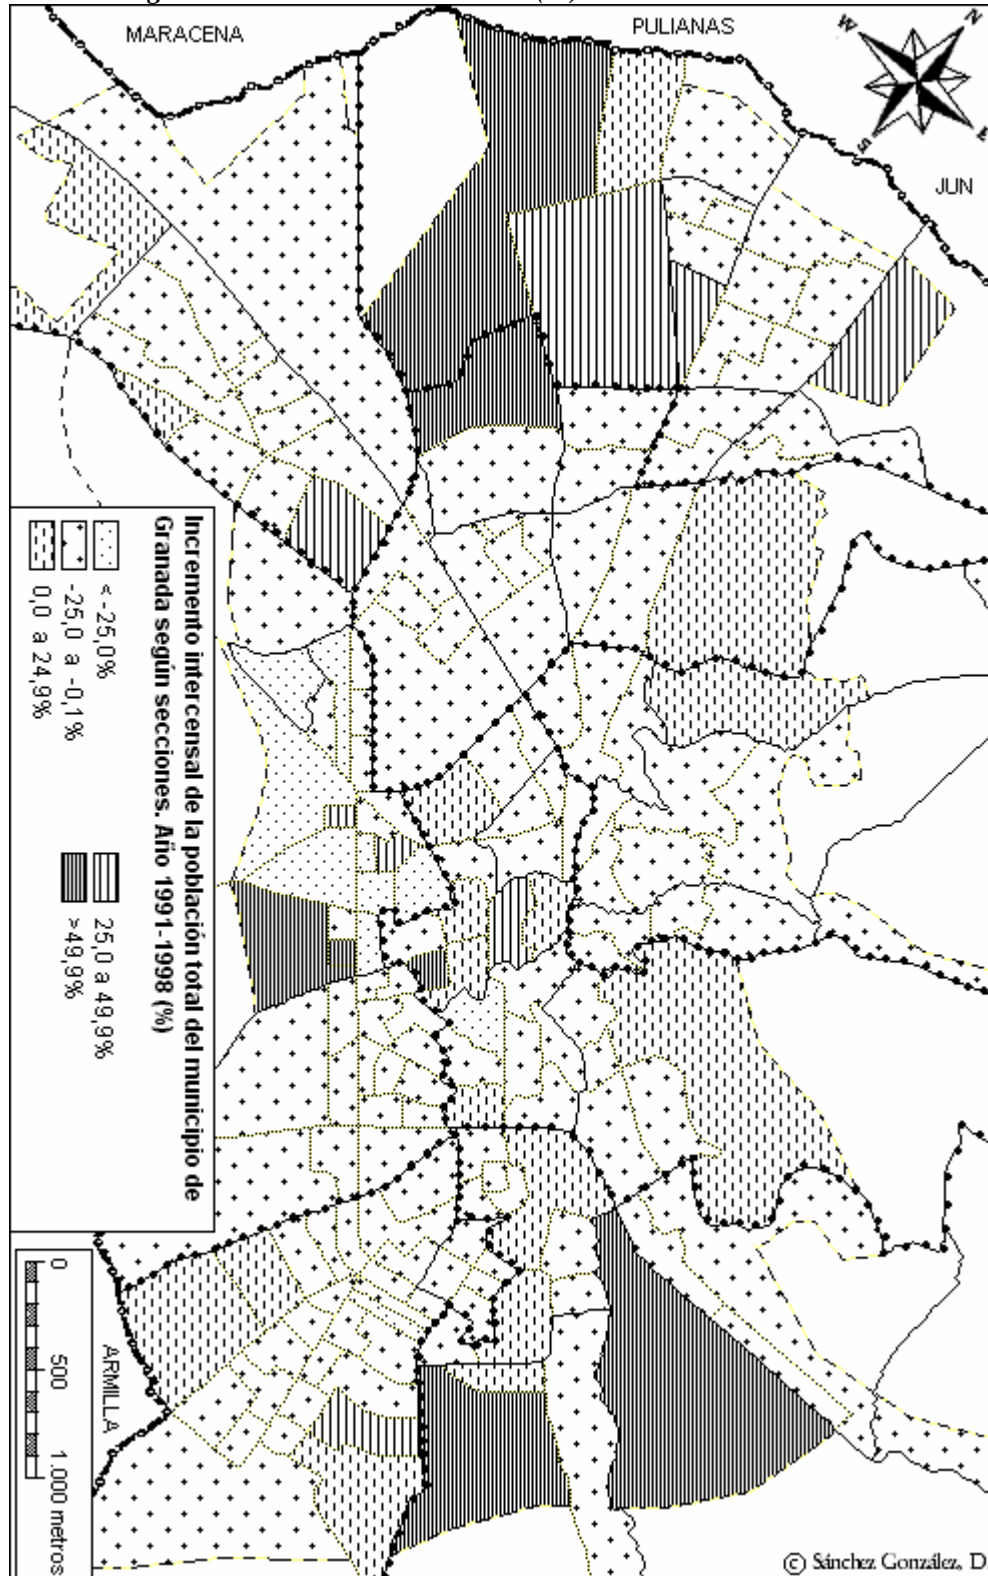 MARACENA
PULIANAS
W
N
S
E
JUN
Incremento intercensal de la población total del municipio de
Granada según secciones. Año 1991-1998 (%)
< -25,0%
-25,0 a -0,1%
0,0 a 24,9%
25,0 a 49,9%
>49,9%
ARMILLA
0
500
1.000 metros
© Sánchez González, D.